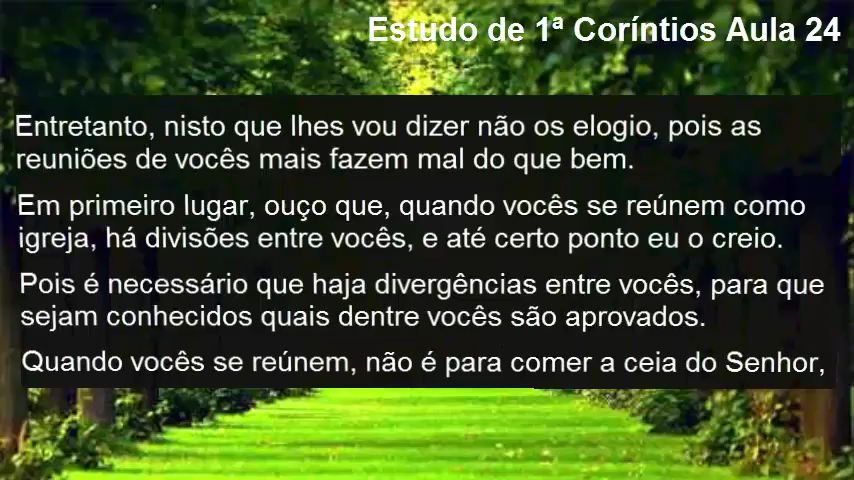 Estudo de 1ª Coríntios Aula 24
Entretanto, nisto que lhes vou dizer não os elogio, pois as
reuniões de vocês mais fazem mal do que bem.
Em primeiro lugar, ouço que, quando vocês se reúnem como
igreja, há divisões entre vocês, e até certo ponto eu o creio.
Pois é necessário que haja divergências entre vocês, para que
sejam conhecidos quais dentre vocês são aprovados.
Quando vocês se reúnem, não é para comer a ceia do Senhor,